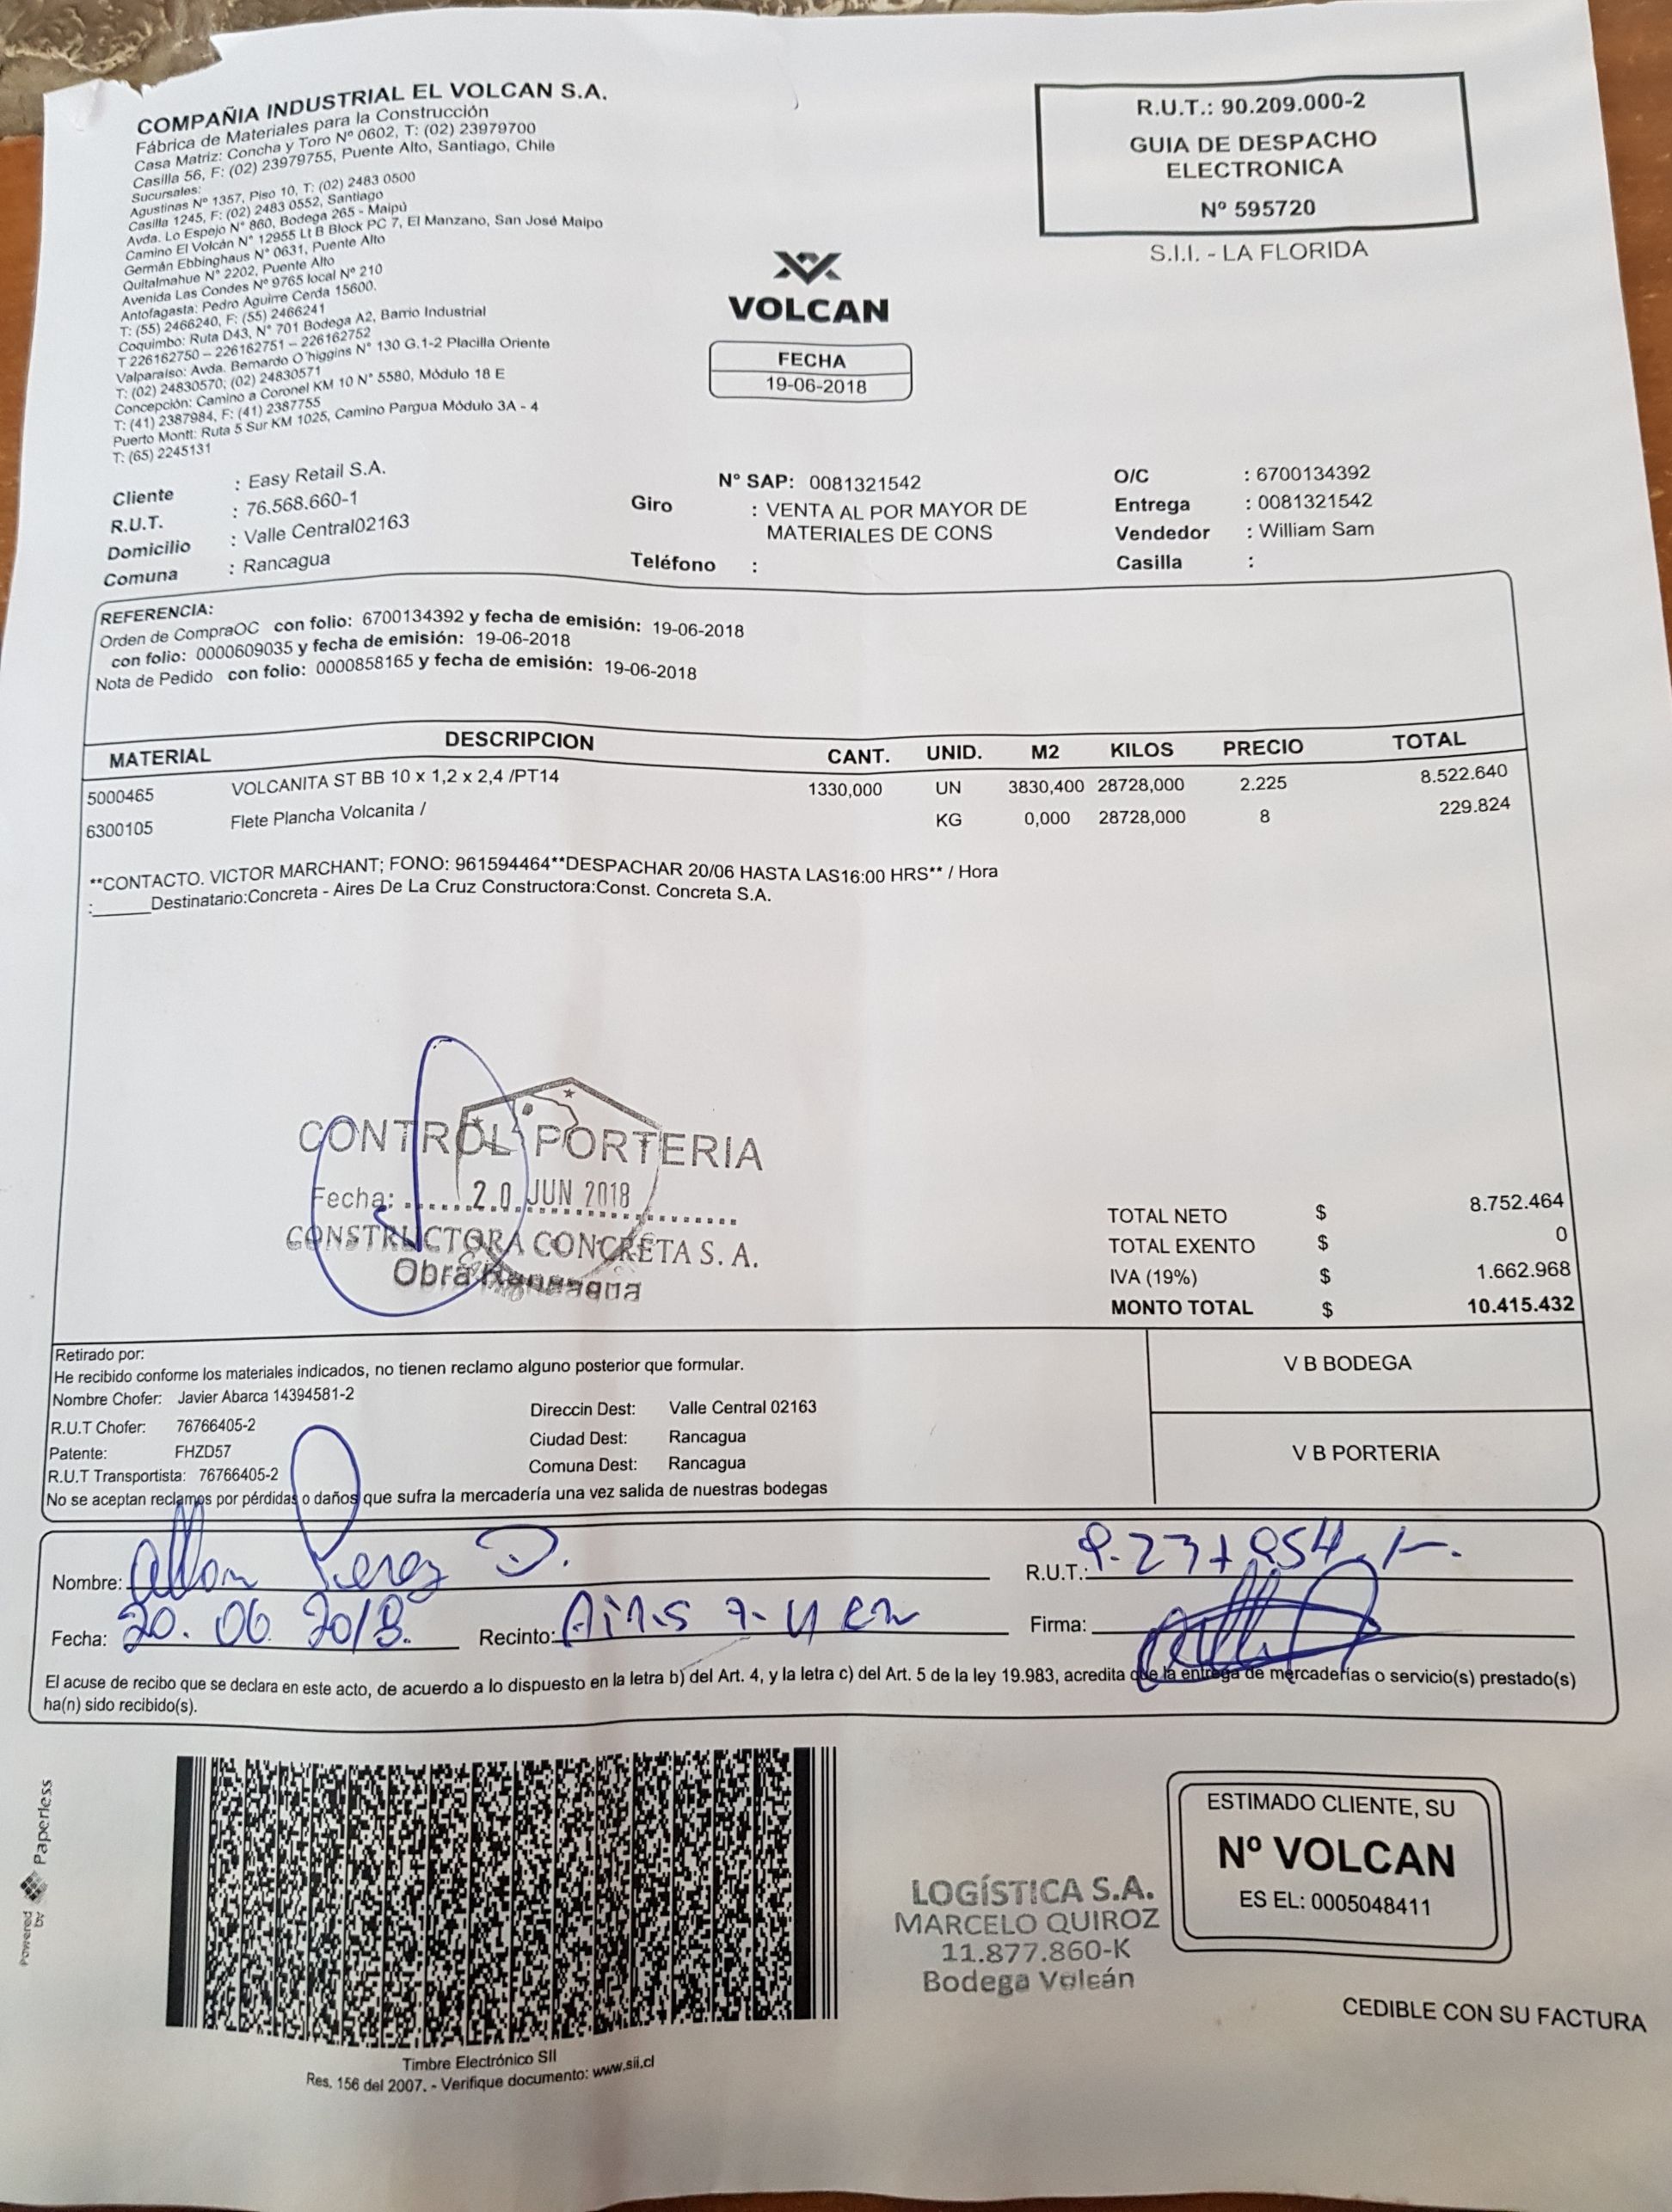 COMPAÑIA INDUSTRIAL EL VOLCAN S.A.
Fábrica de Materiales para la Construcción
Casa Matriz: Concha y Toro Nº 0602, T: (02) 23979700
Casilla 56, F: (02) 23979755, Puente Alto, Santiago, Chile
Sucursales:
Agustinas N° 1357, Piso 10, T: (02) 2483 0500
Casilla 1245, F: (02) 2483 0552, Santiago
Avda. Lo Espejo N° 860, Bodega 265 - Maipú
Camino El Volcán N° 12955 Lt B Block PC 7, El Manzano, San José Maipo
Germán Ebbinghaus N° 0631, Puente Alto
Quitalmahue N° 2202, Puente Alto
Avenida Las Condes Nº 9765 local Nº 210
Antofagasta: Pedro Aguirre Cerda 15600.
T: (55) 2466240, F: (55) 2466241
Coquimbo: Ruta D43, N° 701 Bodega A2, Barrio Industrial
T 226162750 – 226162751 – 226162752
Valparaíso: Avda. Bernardo O'higgins N° 130 G.1-2 Placilla Oriente
T: (02) 24830570; (02) 24830571
Concepción: Camino a Coronel KM 10 N° 5580, Módulo 18 E
T: (41) 2387984, F: (41) 2387755
Puerto Montt: Ruta 5 Sur KM 1025, Camino Pargua Módulo 3A - 4
T: (65) 2245131
R.U.T.: 90.209.000-2
GUIA DE DESPACHO
ELECTRONICA
Nº 595720
S.I.I. - LA FLORIDA
VOLCAN
FECHA
19-06-2018
Cliente : Easy Retail S.A.
R.U.T. : 76.568.660-1
Domicilio : Valle Central02163
Comuna : Rancagua
N° SAP: 0081321542
Giro : VENTA AL POR MAYOR DE
MATERIALES DE CONS
Teléfono :
O/C : 6700134392
Entrega : 0081321542
Vendedor : William Sam
Casilla :
REFERENCIA:
Orden de CompraOC con folio: 6700134392 y fecha de emisión: 19-06-2018
con folio: 0000609035 y fecha de emisión: 19-06-2018
Nota de Pedido con folio: 0000858165 y fecha de emisión: 19-06-2018
MATERIAL DESCRIPCION CANT. UNID. M2 KILOS PRECIO TOTAL
5000465 VOLCANITA ST BB 10 x 1,2 x 2,4 /PT14 1330,000 UN 3830,400 28728,000 2.225 8.522.640
6300105 Flete Plancha Volcanita / KG 0,000 28728,000 8 229.824
**CONTACTO. VICTOR MARCHANT; FONO: 961594464**DESPACHAR 20/06 HASTA LAS16:00 HRS** / Hora
:______Destinatario:Concreta - Aires De La Cruz Constructora:Const. Concreta S.A.
CONTROL PORTERIA
Fecha: 20 JUN 2018
CONSTRUCTORA CONCRETA S. A.
Obra Rancagua
TOTAL NETO $ 8.752.464
TOTAL EXENTO $ 0
IVA (19%) $ 1.662.968
MONTO TOTAL $ 10.415.432
Retirado por:
He recibido conforme los materiales indicados, no tienen reclamo alguno posterior que formular.
Nombre Chofer: Javier Abarca 14394581-2
R.U.T Chofer: 76766405-2
Patente: FHZD57
R.U.T Transportista: 76766405-2
Direccin Dest: Valle Central 02163
Ciudad Dest: Rancagua
Comuna Dest: Rancagua
No se aceptan reclamos por pérdidas o daños que sufra la mercadería una vez salida de nuestras bodegas
V B BODEGA
V B PORTERIA
Nombre: Perez D.
R.U.T.:
Fecha: 20.06.2018. Recinto:
Firma:
El acuse de recibo que se declara en este acto, de acuerdo a lo dispuesto en la letra b) del Art. 4, y la letra c) del Art. 5 de la ley 19.983, acredita que la entrega de mercaderías o servicio(s) prestado(s)
ha(n) sido recibido(s).
Powered by Paperless
Timbre Electrónico SII
Res. 156 del 2007. - Verifique documento: www.sii.cl
LOGÍSTICA S.A.
MARCELO QUIROZ
11.877.860-K
Bodega Volcán
ESTIMADO CLIENTE, SU
Nº VOLCAN
ES EL: 0005048411
CEDIBLE CON SU FACTURA